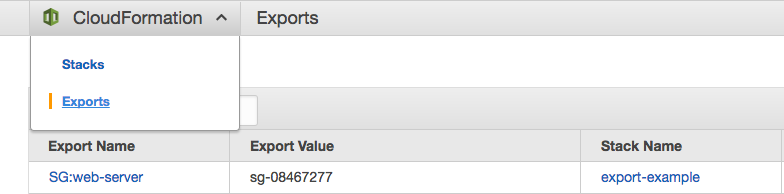 CloudFormation Exports
Stacks
Exports
Export Name Export Value Stack Name
SG:web-server sg-08467277 export-example